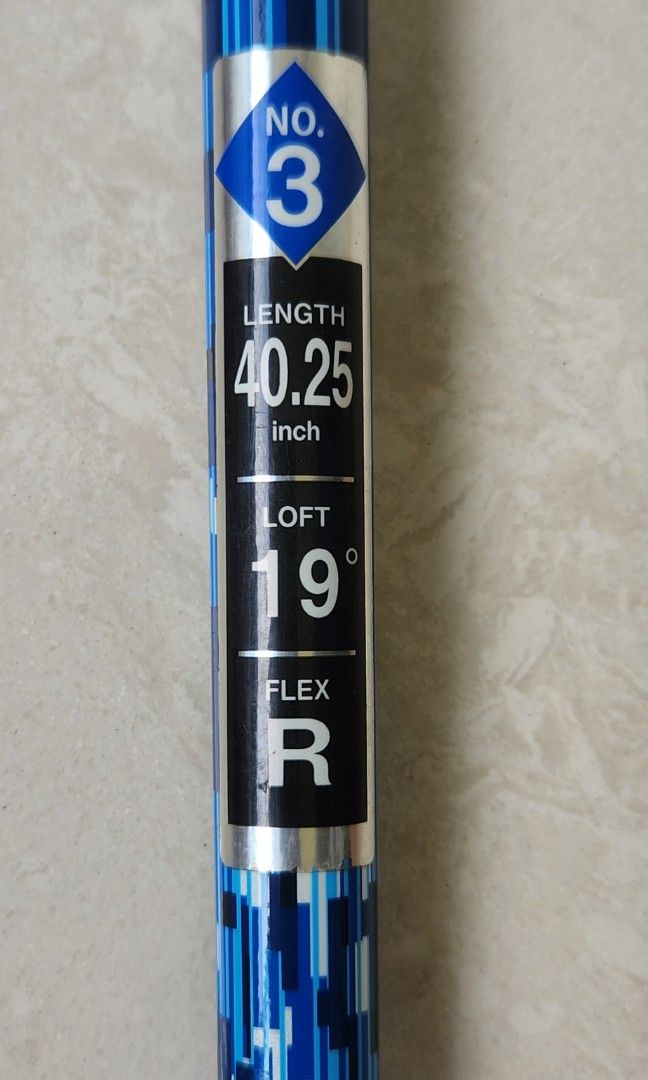 NO.
3
LENGTH
40.25
inch
LOFT
19°
FLEX
R